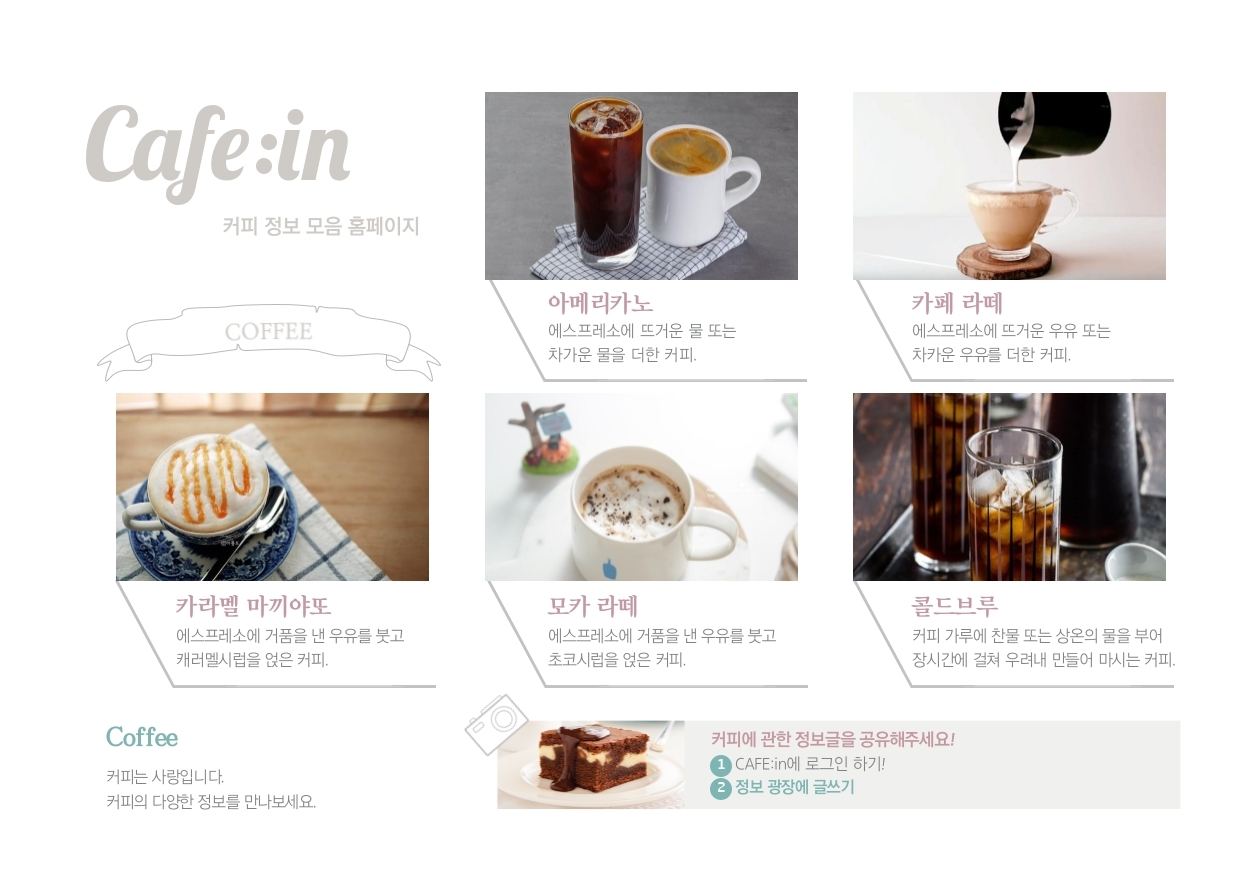 Cafe:in
커피 정보 모음 홈페이지
COFFEE
아메리카노
에스프레소에 뜨거운 물 또는
차가운 물을 더한 커피.
카페 라떼
에스프레소에 뜨거운 우유 또는
차카운 우유를 더한 커피.
카라멜 마끼야또
에스프레소에 거품을 낸 우유를 붓고
캐러멜시럽을 얹은 커피.
모카 라떼
에스프레소에 거품을 낸 우유를 붓고
초코시럽을 얹은 커피.
콜드브루
커피 가루에 찬물 또는 상온의 물을 부어
장시간에 걸쳐 우려내 만들어 마시는 커피.
Coffee
커피는 사랑입니다.
커피의 다양한 정보를 만나보세요.
커피에 관한 정보글을 공유해주세요!
1 CAFE:in에 로그인 하기!
2 정보 광장에 글쓰기